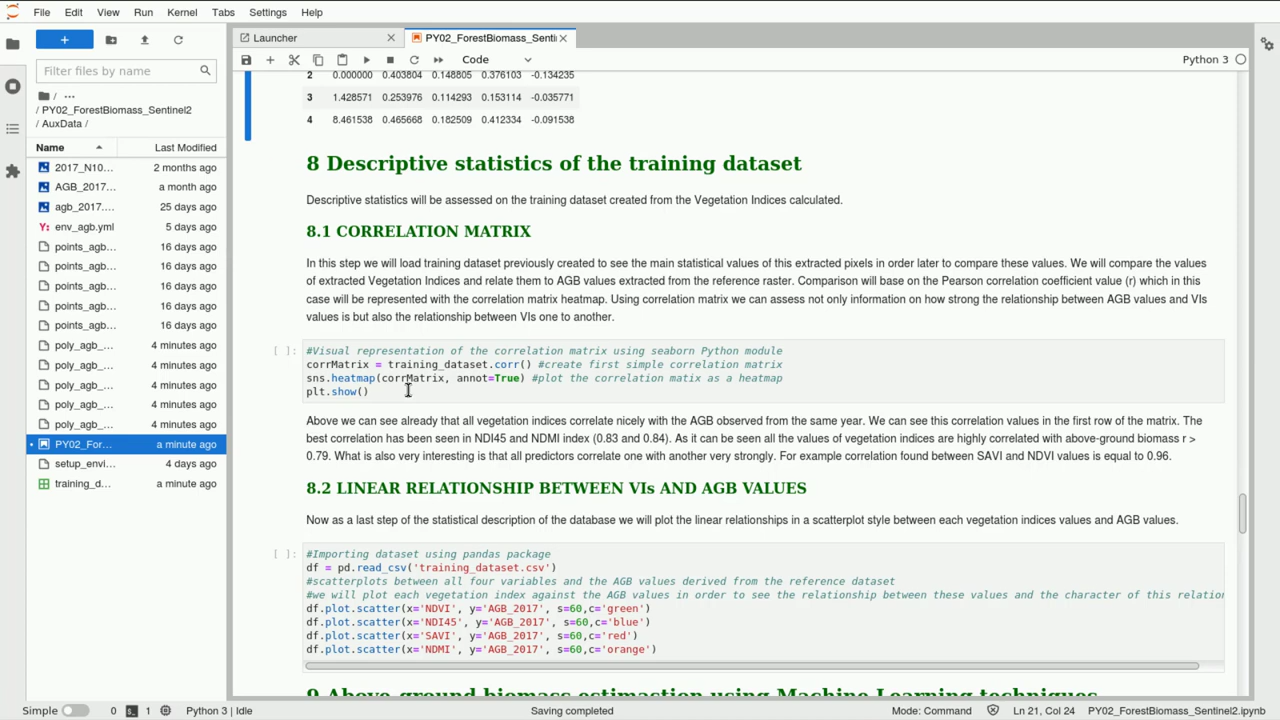 File Edit View Run Kernel Tabs Settings Help
Launcher
PY02_ForestBiomass_Senti
Filter files by name
Code
Python 3
/ ...
/ PY02_ForestBiomass_Sentinel2
/ AuxData /
Name Last Modified
2017_N10... 2 months ago
AGB_2017... a month ago
agb_2017.... 25 days ago
Y: env_agb.yml 5 days ago
points_agb... 16 days ago
points_agb... 16 days ago
points_agb... 16 days ago
points_agb... 16 days ago
points_agb... 16 days ago
poly_agb_... 4 minutes ago
poly_agb_... 4 minutes ago
poly_agb_... 4 minutes ago
poly_agb_... 4 minutes ago
poly_agb_... 4 minutes ago
PY02_For... a minute ago
setup_envi... 4 days ago
training_d... a minute ago
2 0.000000 0.403804 0.148805 0.376103 -0.134235
3 1.428571 0.253976 0.114293 0.153114 -0.035771
4 8.461538 0.465668 0.182509 0.412334 -0.091538
8 Descriptive statistics of the training dataset
Descriptive statistics will be assessed on the training dataset created from the Vegetation Indices calculated.
8.1 CORRELATION MATRIX
In this step we will load training dataset previously created to see the main statistical values of this extracted pixels in order later to compare these values. We will compare the values
of extracted Vegetation Indices and relate them to AGB values extracted from the reference raster. Comparison will base on the Pearson correlation coefficient value (r) which in this
case will be represented with the correlation matrix heatmap. Using correlation matrix we can assess not only information on how strong the relationship between AGB values and VIs
values is but also the relationship between VIs one to another.
[ ]: #Visual representation of the correlation matrix using seaborn Python module
corrMatrix = training_dataset.corr() #create first simple correlation matrix
sns.heatmap(corrMatrix, annot=True) #plot the correlation matix as a heatmap
plt.show()
Above we can see already that all vegetation indices correlate nicely with the AGB observed from the same year. We can see this correlation values in the first row of the matrix. The
best correlation has been seen in NDI45 and NDMI index (0.83 and 0.84). As it can be seen all the values of vegetation indices are highly correlated with above-ground biomass r >
0.79. What is also very interesting is that all predictors correlate one with another very strongly. For example correlation found between SAVI and NDVI values is equal to 0.96.
8.2 LINEAR RELATIONSHIP BETWEEN VIs AND AGB VALUES
Now as a last step of the statistical description of the database we will plot the linear relationships in a scatterplot style between each vegetation indices values and AGB values.
[ ]: #Importing dataset using pandas package
df = pd.read_csv('training_dataset.csv')
#scatterplots between all four variables and the AGB values derived from the reference dataset
#we will plot each vegetation index against the AGB values in order to see the relationship between these values and the character of this relation
df.plot.scatter(x='NDVI', y='AGB_2017', s=60,c='green')
df.plot.scatter(x='NDI45', y='AGB_2017', s=60,c='blue')
df.plot.scatter(x='SAVI', y='AGB_2017', s=60,c='red')
df.plot.scatter(x='NDMI', y='AGB_2017', s=60,c='orange')
9 Above-ground biomass estimaction using Machine Learning techniques
Simple 0 1 Python 3 | Idle Saving completed Mode: Command Ln 21, Col 24 PY02_ForestBiomass_Sentinel2.ipynb